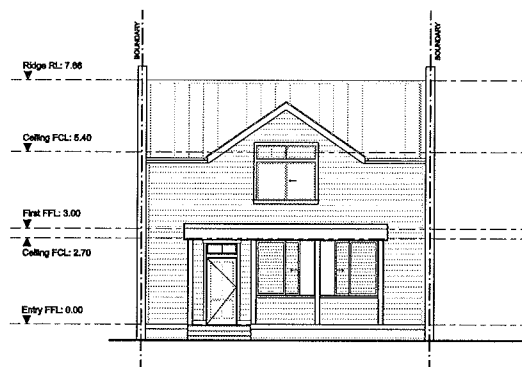 BOUNDARY
BOUNDARY
Ridge RL: 7.66
Ceiling FCL: 5.40
First FFL: 3.00
Ceiling FCL: 2.70
Entry FFL: 0.00